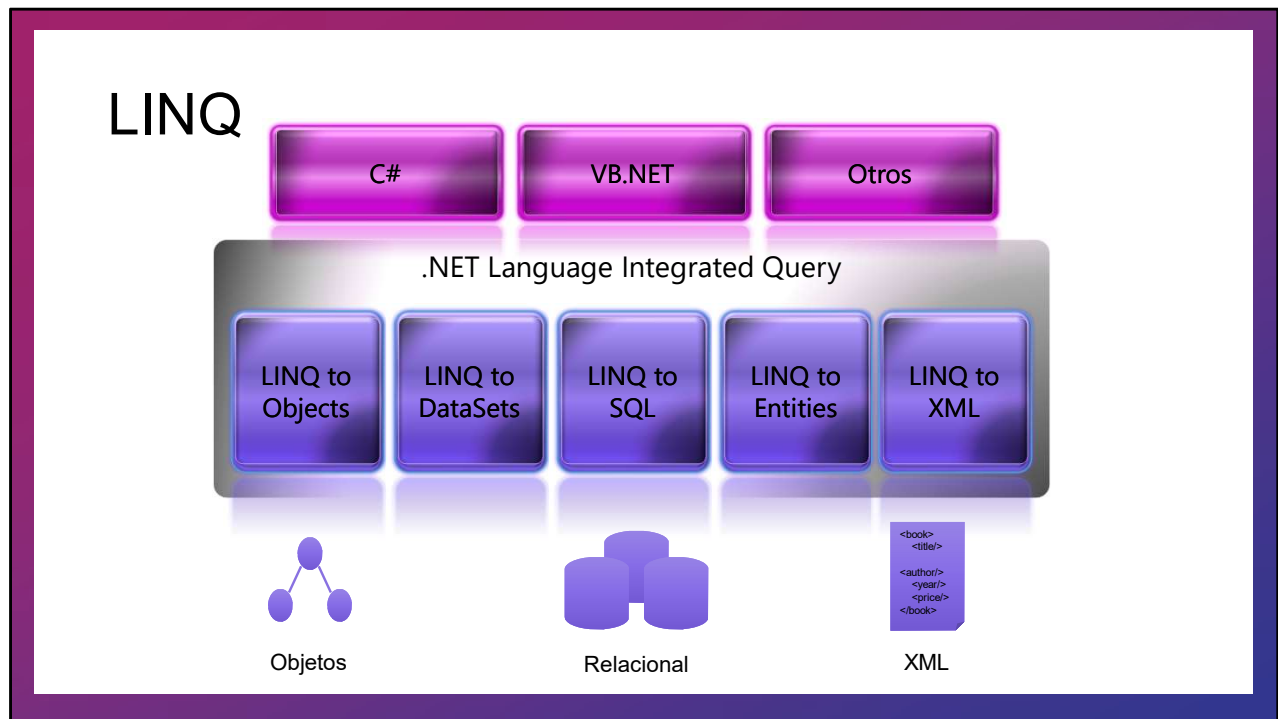 LINQ
C#
VB.NET
Otros
.NET Language Integrated Query
LINQ to
Objects
LINQ to
DataSets
LINQ to
SQL
LINQ to
Entities
LINQ to
XML
<book>
<title/>
<author/>
<year/>
<price/>
</book>
Objetos
Relacional
XML